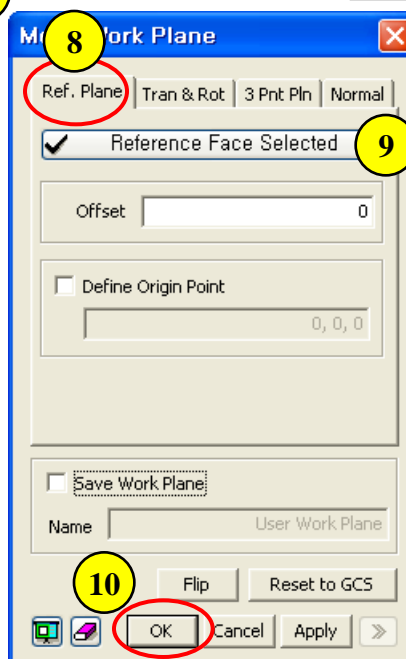 8
Work Plane
Ref. Plane Tran & Rot 3 Pnt Pln Normal
Reference Face Selected 9
Offset 0
Define Origin Point
0, 0, 0
Save Work Plane
Name User Work Plane
10 Flip Reset to GCS
OK Cancel Apply